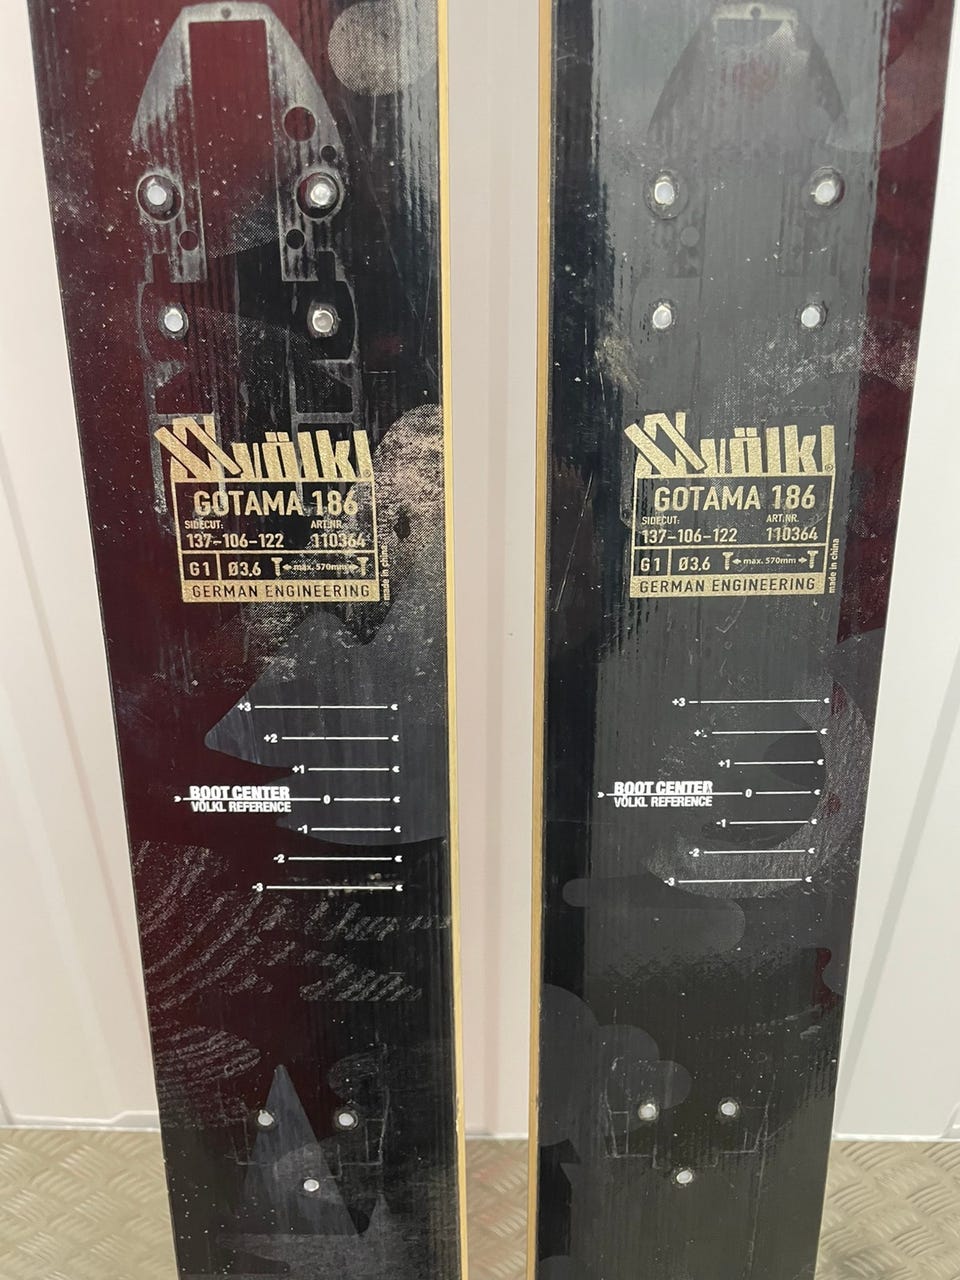 völkl
GOTAMA 186
SIDECUT: ART.NR.
137-106-122 110364
G1 Ø3.6 T max. 570mm T
GERMAN ENGINEERING
made in china
+3
+2
+1
BOOT CENTER 0
VÖLKL REFERENCE
-1
-2
-3
völkl
GOTAMA 186
SIDECUT: ART.NR.
137-106-122 110364
G1 Ø3.6 T max. 570mm T
GERMAN ENGINEERING
made in china
+3
+2
+1
BOOT CENTER 0
VÖLKL REFERENCE
-1
-2
-3